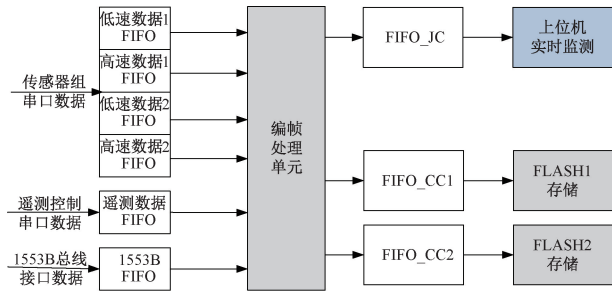 传感器组
串口数据
低速数据1
FIFO
高速数据1
FIFO
低速数据2
FIFO
高速数据2
FIFO
遥测控制
串口数据
遥测数据
FIFO
1553B总线
接口数据
1553B
FIFO
编帧
处理
单元
FIFO_JC
上位机
实时监测
FIFO_CC1
FLASH1
存储
FIFO_CC2
FLASH2
存储